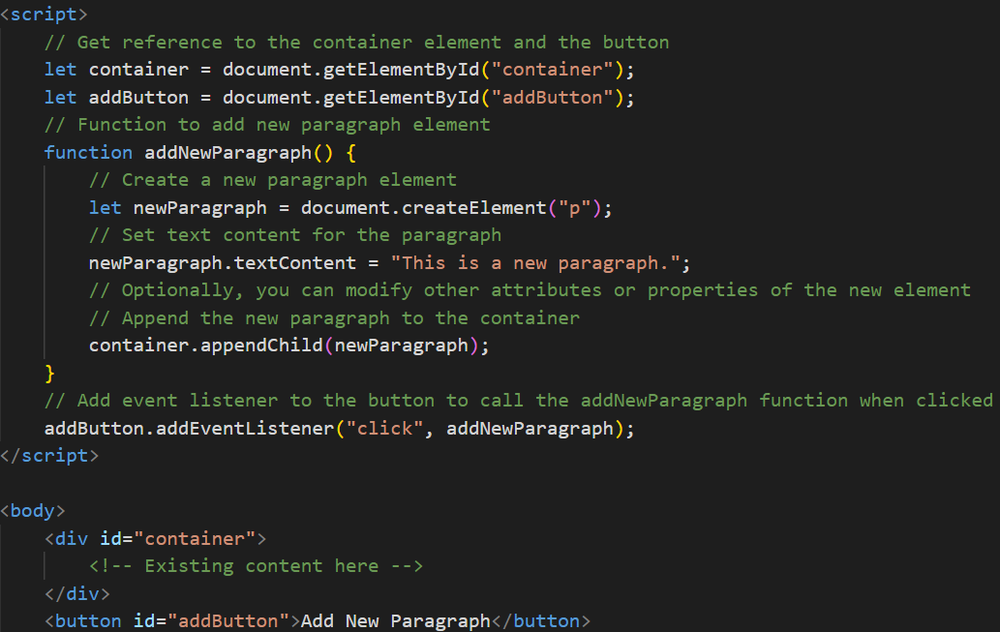 <script>
    // Get reference to the container element and the button
    let container = document.getElementById("container");
    let addButton = document.getElementById("addButton");
    // Function to add new paragraph element
    function addNewParagraph() {
        // Create a new paragraph element
        let newParagraph = document.createElement("p");
        // Set text content for the paragraph
        newParagraph.textContent = "This is a new paragraph.";
        // Optionally, you can modify other attributes or properties of the new element
        // Append the new paragraph to the container
        container.appendChild(newParagraph);
    }
    // Add event listener to the button to call the addNewParagraph function when clicked
    addButton.addEventListener("click", addNewParagraph);
</script>

<body>
    <div id="container">
        <!-- Existing content here -->
    </div>
    <button id="addButton">Add New Paragraph</button>